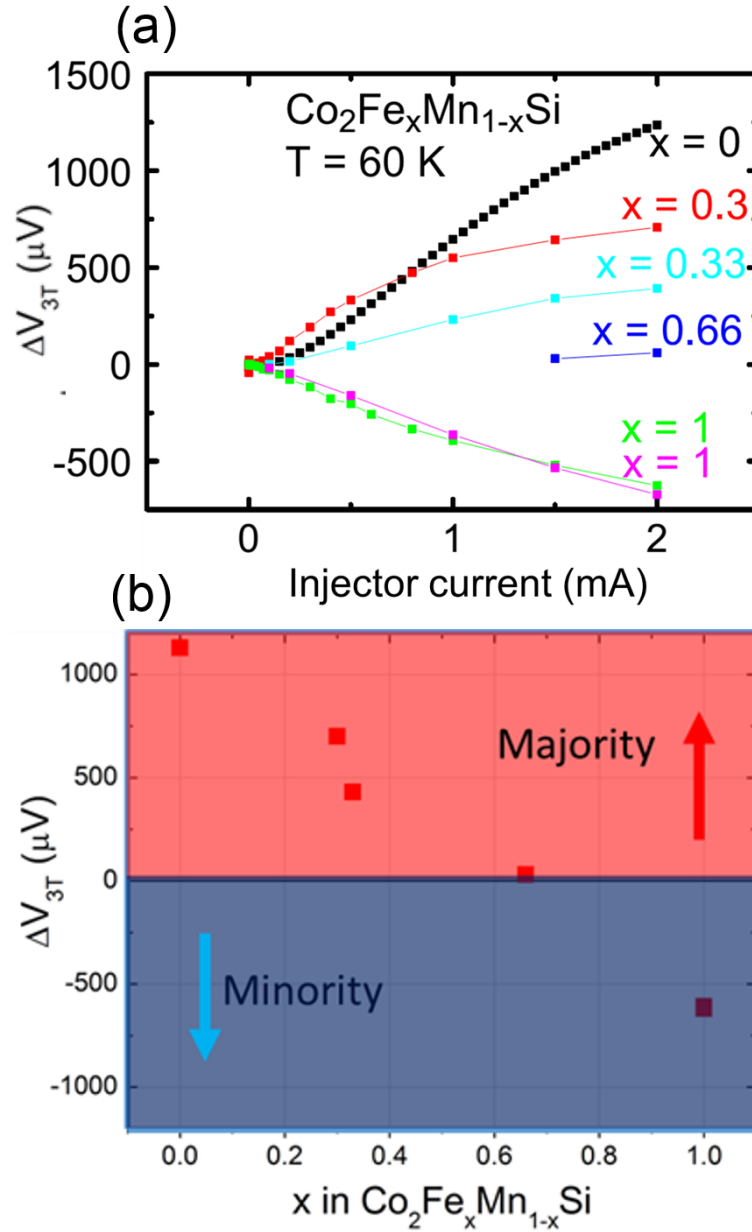 (a)
1500
Co₂FeₓMn₁₋ₓSi
T = 60 K
x = 0
1000
x = 0.3
500
x = 0.33
x = 0.66
0
x = 1
x = 1
-500
ΔV₃T (μV)
0 1 2
Injector current (mA)
(b)
1000
Majority
500
0
Minority
-500
-1000
ΔV₃T (μV)
0.0 0.2 0.4 0.6 0.8 1.0
x in Co₂FeₓMn₁₋ₓSi